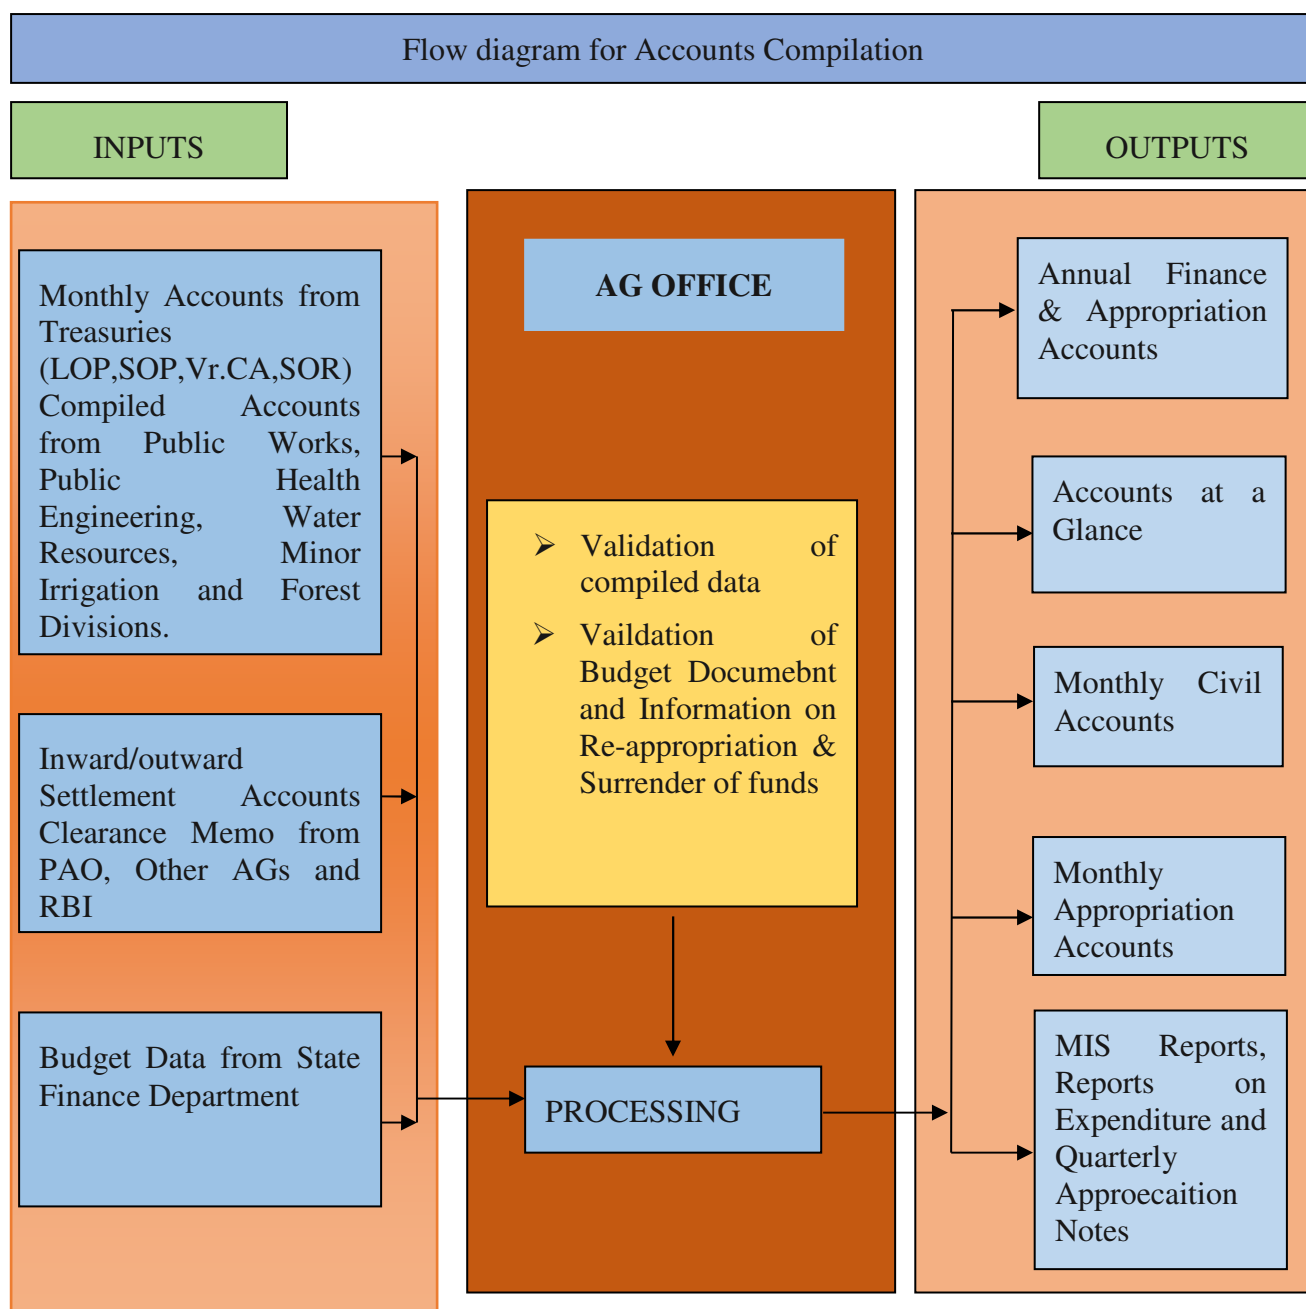 Flow diagram for Accounts Compilation
INPUTS
OUTPUTS
Monthly Accounts from
Treasuries
(LOP,SOP,Vr.CA,SOR)
Compiled Accounts
from Public Works,
Public Health
Engineering, Water
Resources, Minor
Irrigation and Forest
Divisions.
Inward/outward
Settlement Accounts
Clearance Memo from
PAO, Other AGs and
RBI
Budget Data from State
Finance Department
AG OFFICE
➢ Validation of
compiled data
➢ Vaildation of
Budget Documebnt
and Information on
Re-appropriation &
Surrender of funds
PROCESSING
Annual Finance
& Appropriation
Accounts
Accounts at a
Glance
Monthly Civil
Accounts
Monthly
Appropriation
Accounts
MIS Reports,
Reports on
Expenditure and
Quarterly
Approecaition
Notes